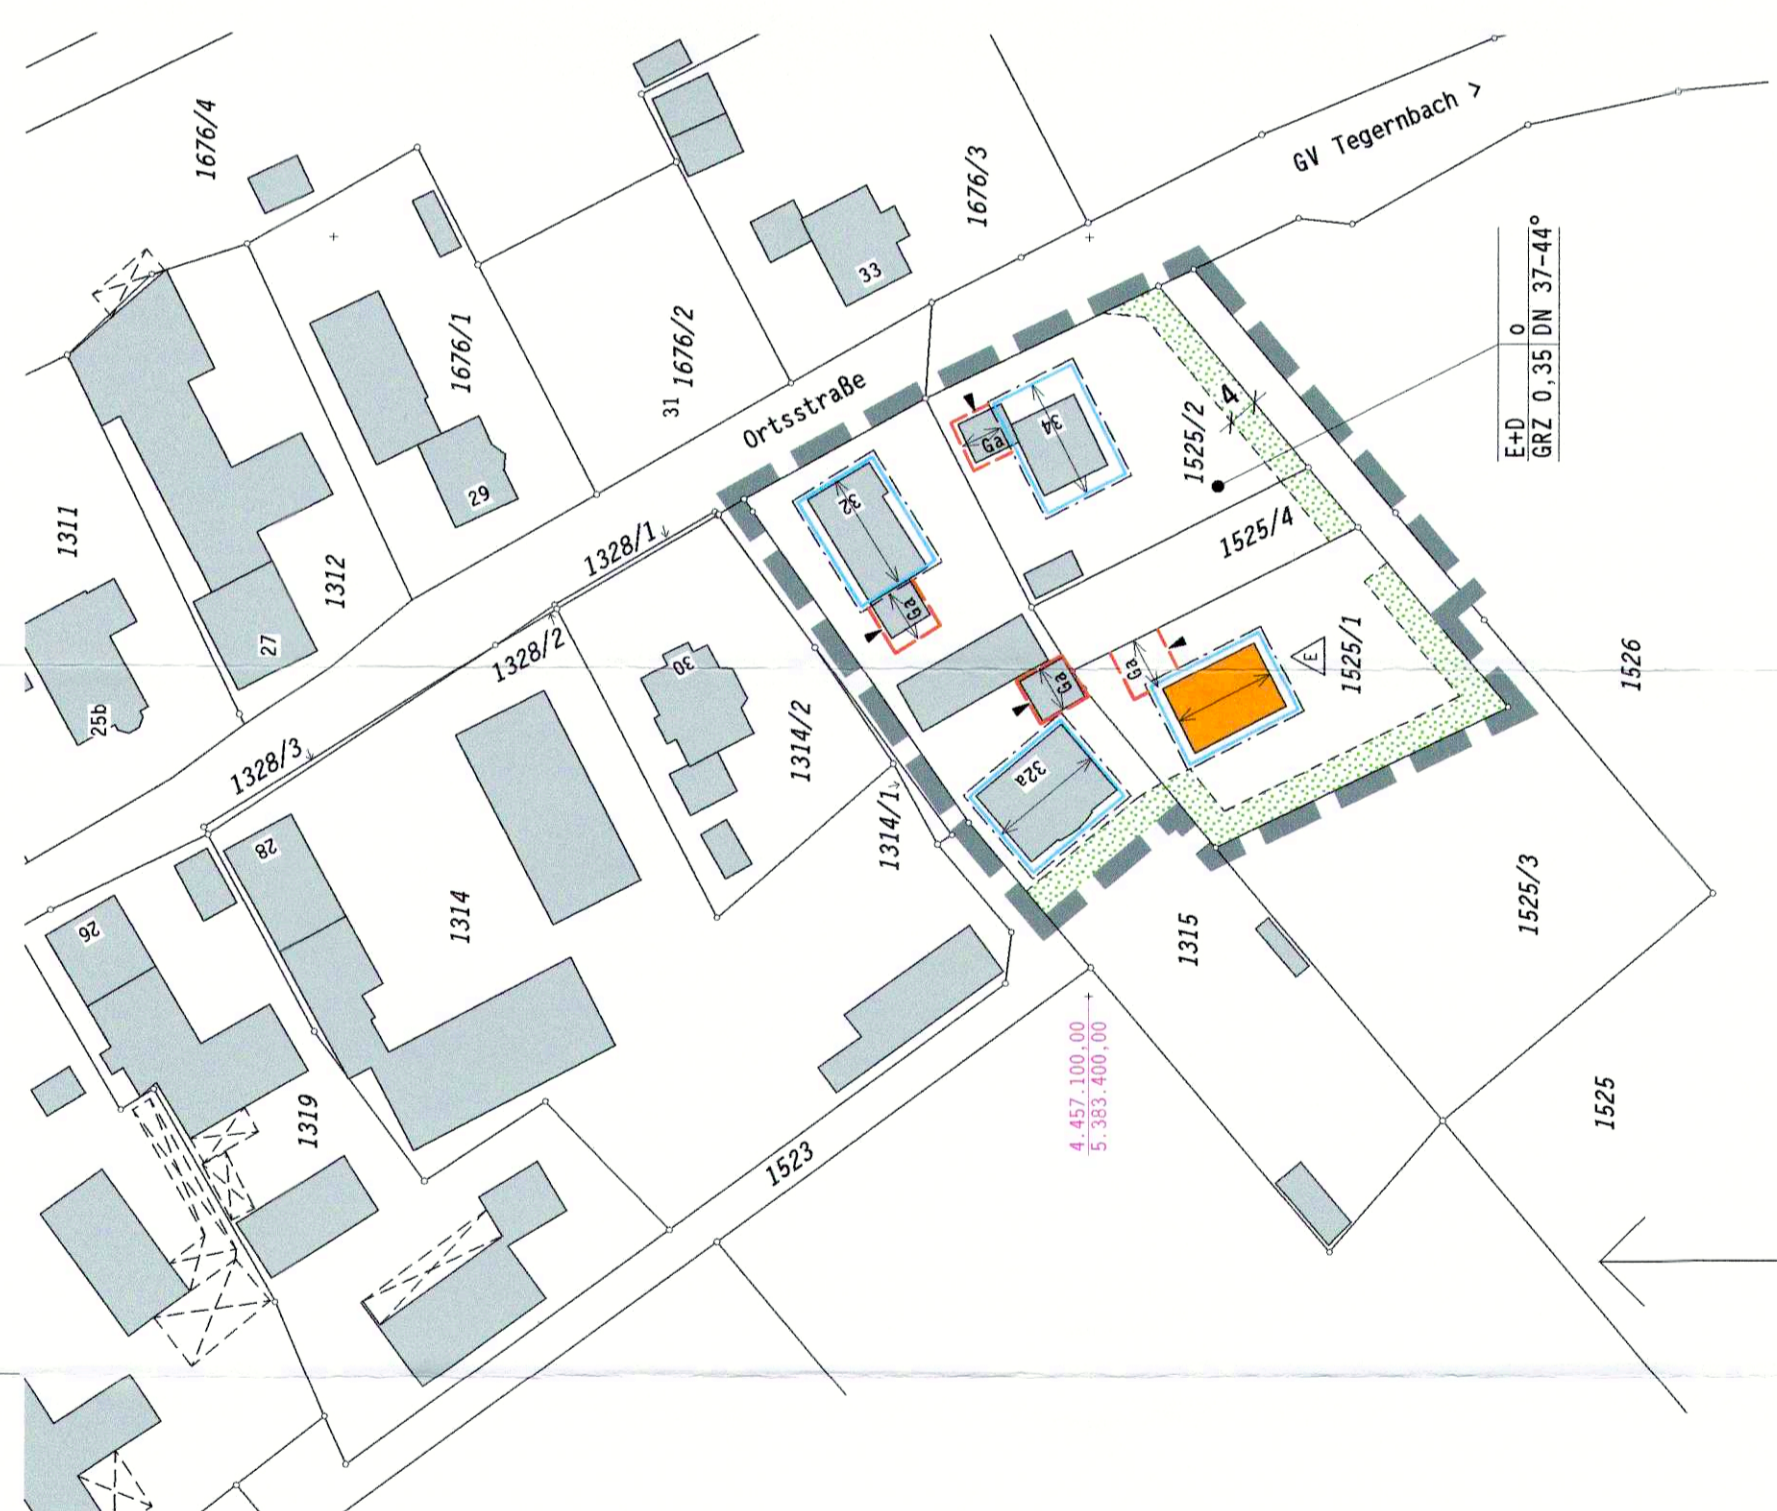 1676/4
1676/3
GV Tegernbach >
33
1676/1
31 1676/2
Ortsstraße
29
1311
1312
27
25b
1328/1
1328/2
1328/3
30
1314/2
1314/1
28
26
1314
1319
1523
32
Ga
34
Ga
1525/2
4
1525/4
Ga
Ga
32a
E
1525/1
1526
E+D
o
GRZ 0,35
DN 37-44°
1315
1525/3
1525
4.457.100,00
5.383.400,00